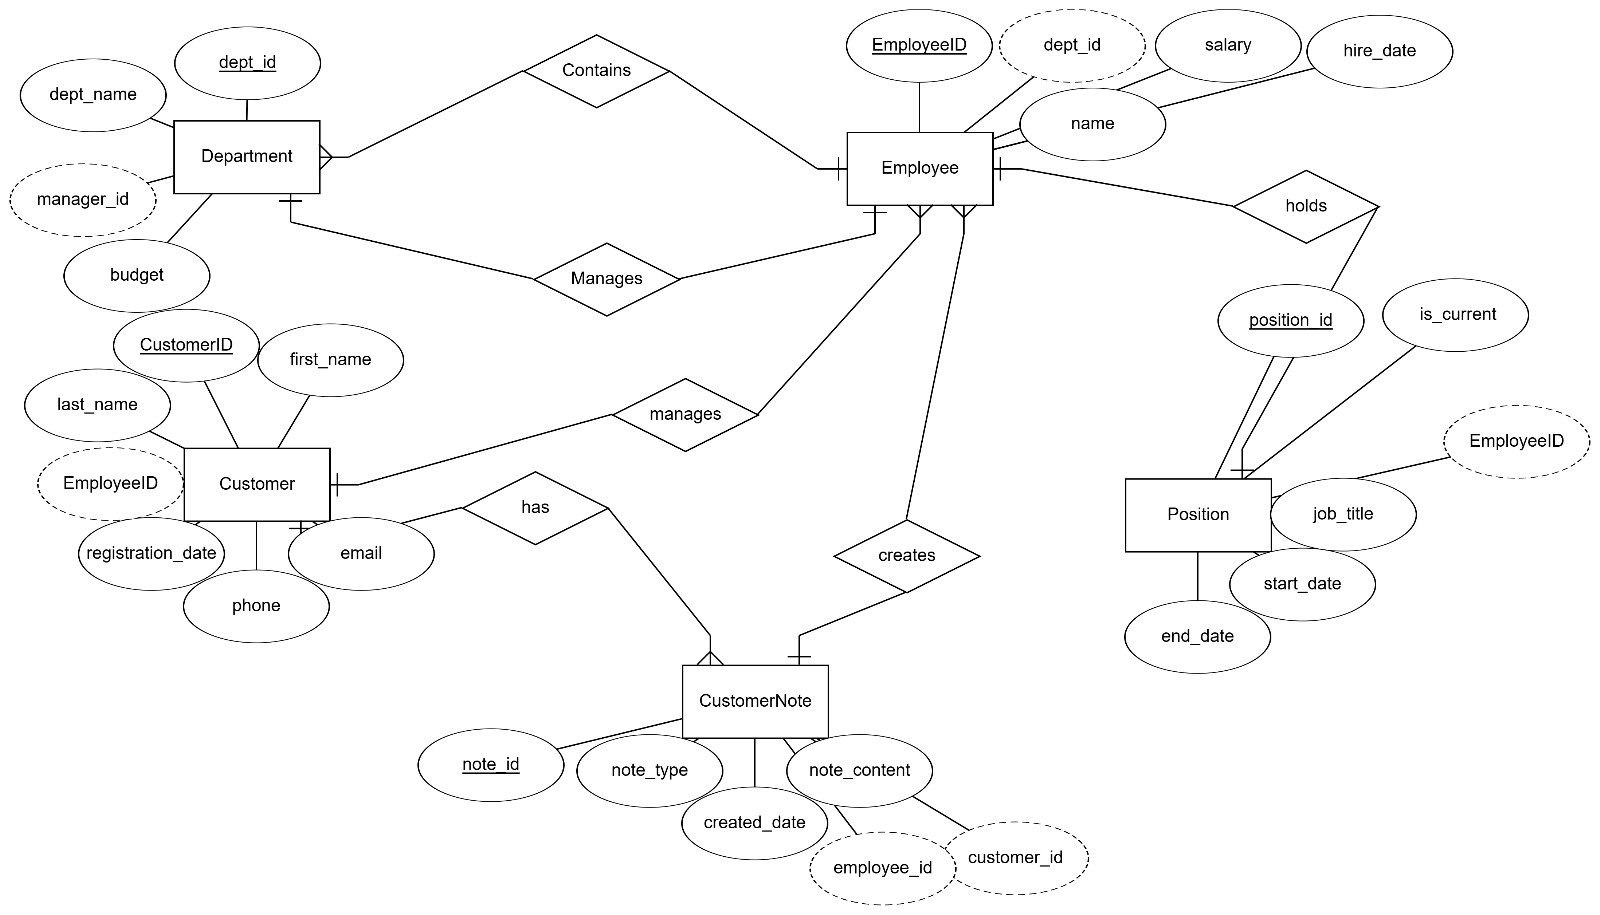 dept_id
dept_name
Department
manager_id
budget
Contains
Manages
EmployeeID
dept_id
salary
hire_date
name
Employee
holds
position_id
is_current
EmployeeID
Position
job_title
start_date
end_date
CustomerID
first_name
last_name
EmployeeID
Customer
registration_date
email
phone
manages
has
creates
CustomerNote
note_id
note_type
note_content
created_date
employee_id
customer_id